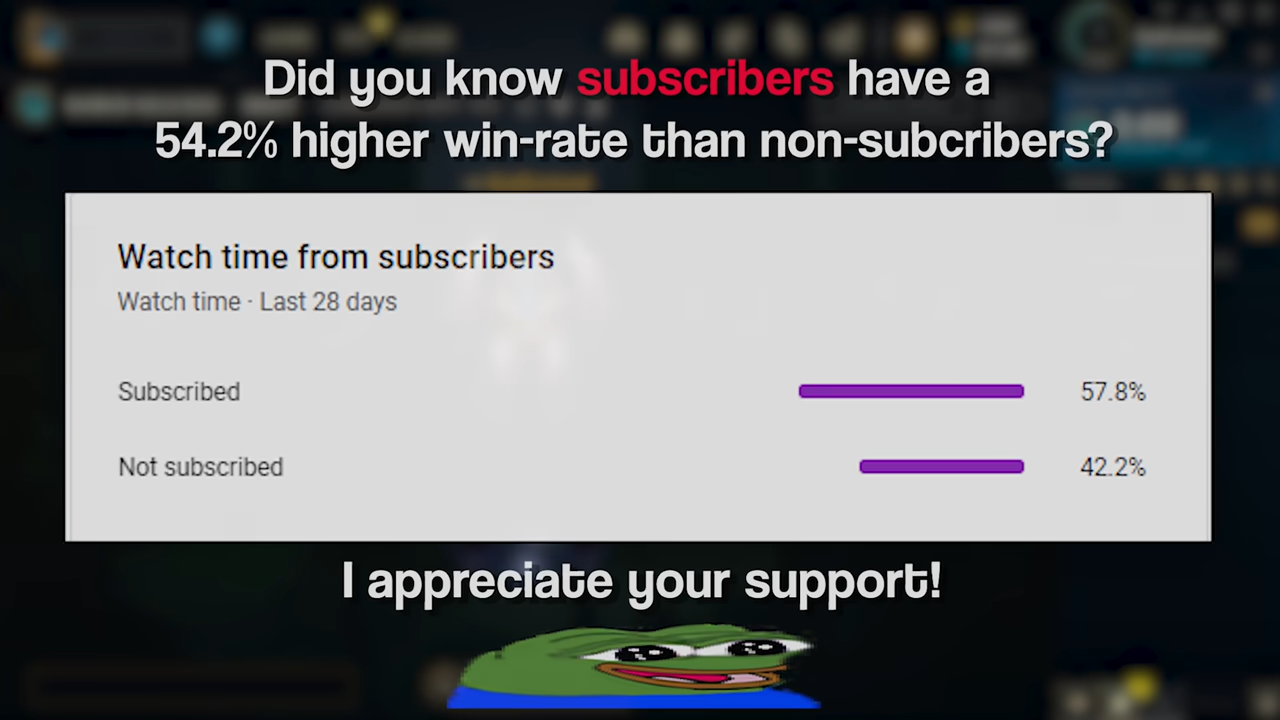 Did you know subscribers have a
54.2% higher win-rate than non-subcribers?
Watch time from subscribers
Watch time · Last 28 days
Subscribed 57.8%
Not subscribed 42.2%
I appreciate your support!